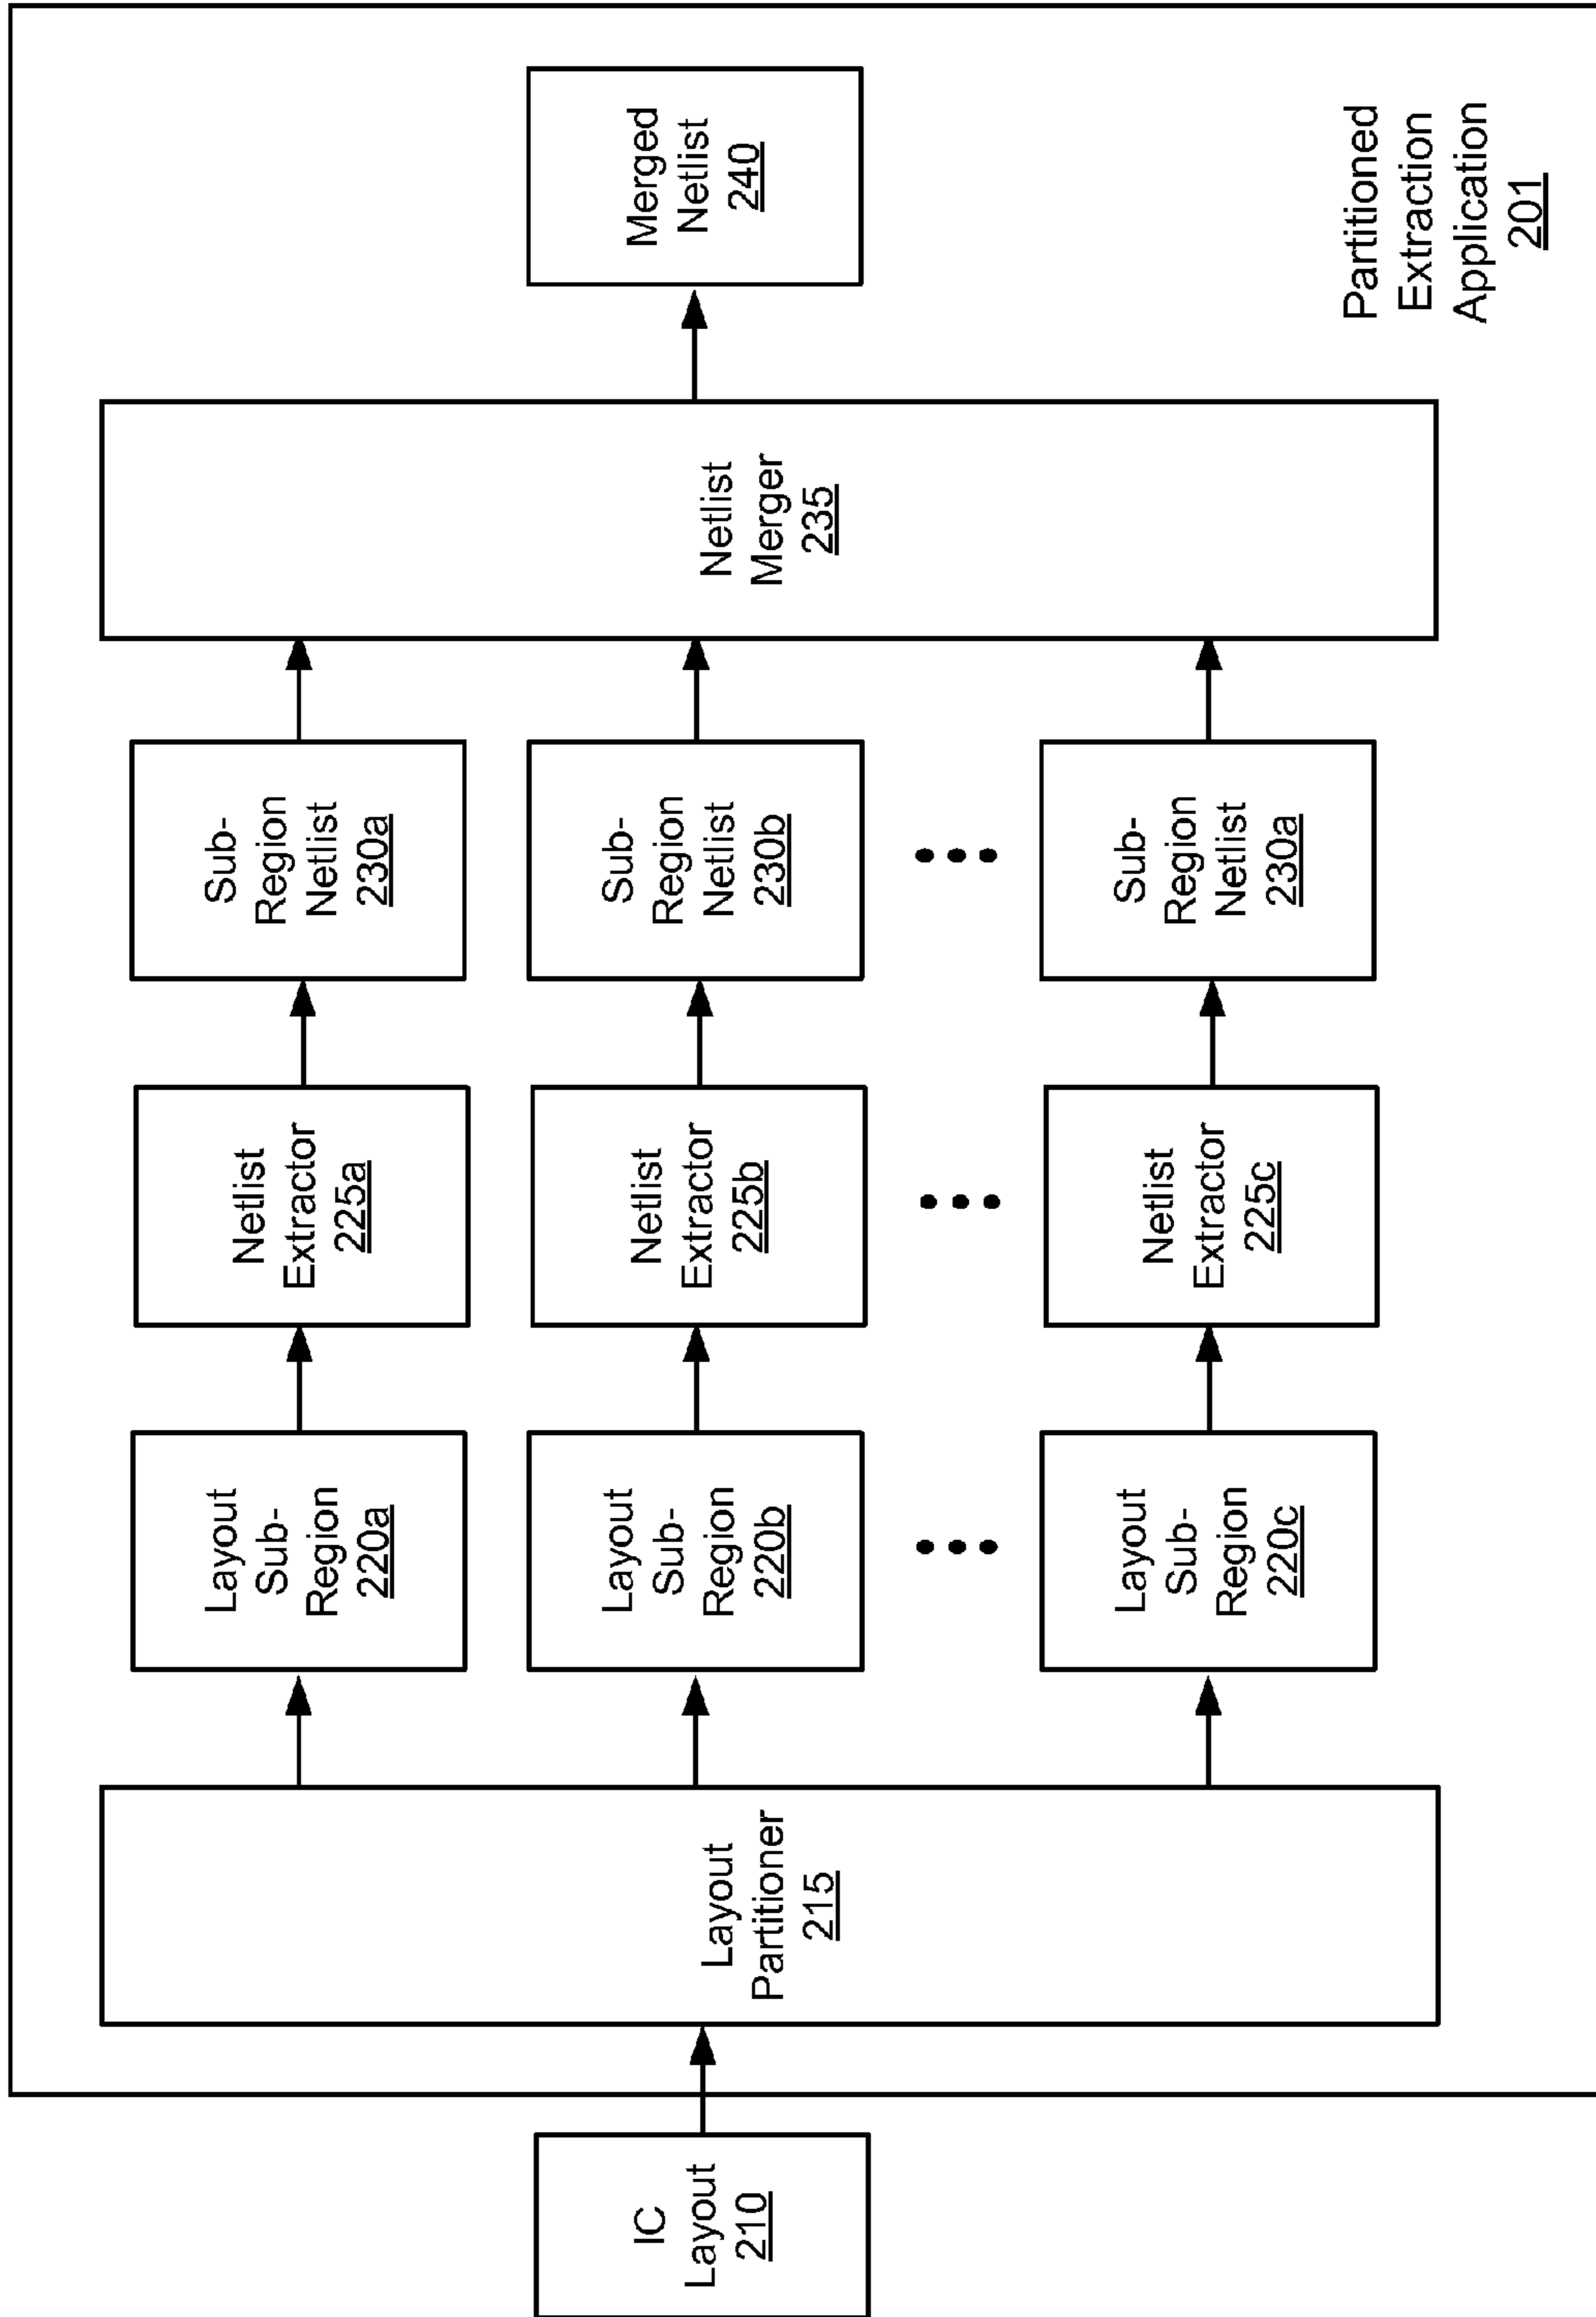 IC
Layout
210
Layout
Partitioner
215
Layout
Sub-
Region
220a
Layout
Sub-
Region
220b
Layout
Sub-
Region
220c
Netlist
Extractor
225a
Netlist
Extractor
225b
Netlist
Extractor
225c
Sub-
Region
Netlist
230a
Sub-
Region
Netlist
230b
Sub-
Region
Netlist
230a
Netlist
Merger
235
Merged
Netlist
240
Partitioned
Extraction
Application
201